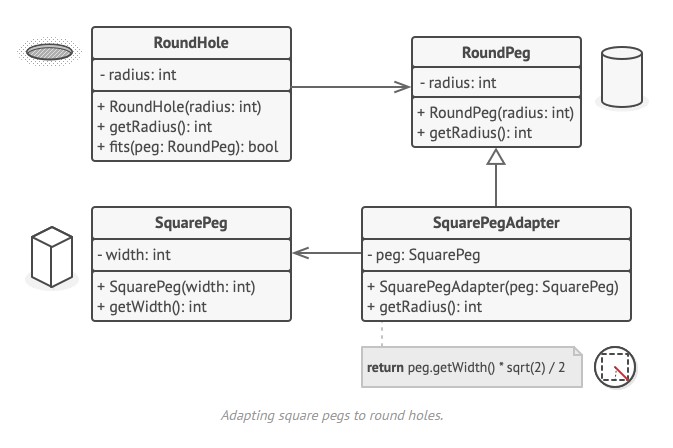 RoundHole
- radius: int
+ RoundHole(radius: int)
+ getRadius(): int
+ fits(peg: RoundPeg): bool
RoundPeg
- radius: int
+ RoundPeg(radius: int)
+ getRadius(): int
SquarePeg
- width: int
+ SquarePeg(width: int)
+ getWidth(): int
SquarePegAdapter
- peg: SquarePeg
+ SquarePegAdapter(peg: SquarePeg)
+ getRadius(): int
return peg.getWidth() * sqrt(2) / 2
Adapting square pegs to round holes.